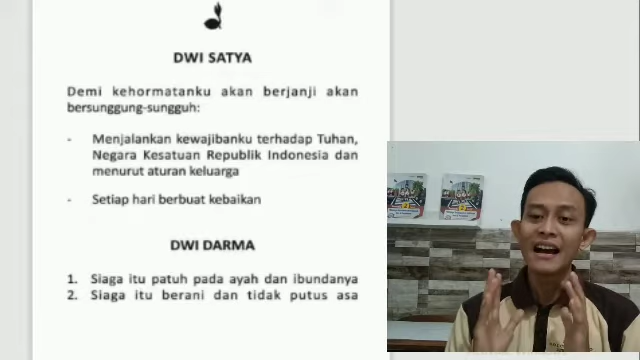 DWI SATYA
Demi kehormatanku akan berjanji akan
bersunggung-sungguh:
- Menjalankan kewajibanku terhadap Tuhan,
Negara Kesatuan Republik Indonesia dan
menurut aturan keluarga
- Setiap hari berbuat kebaikan
DWI DARMA
1. Siaga itu patuh pada ayah dan ibundanya
2. Siaga itu berani dan tidak putus asa